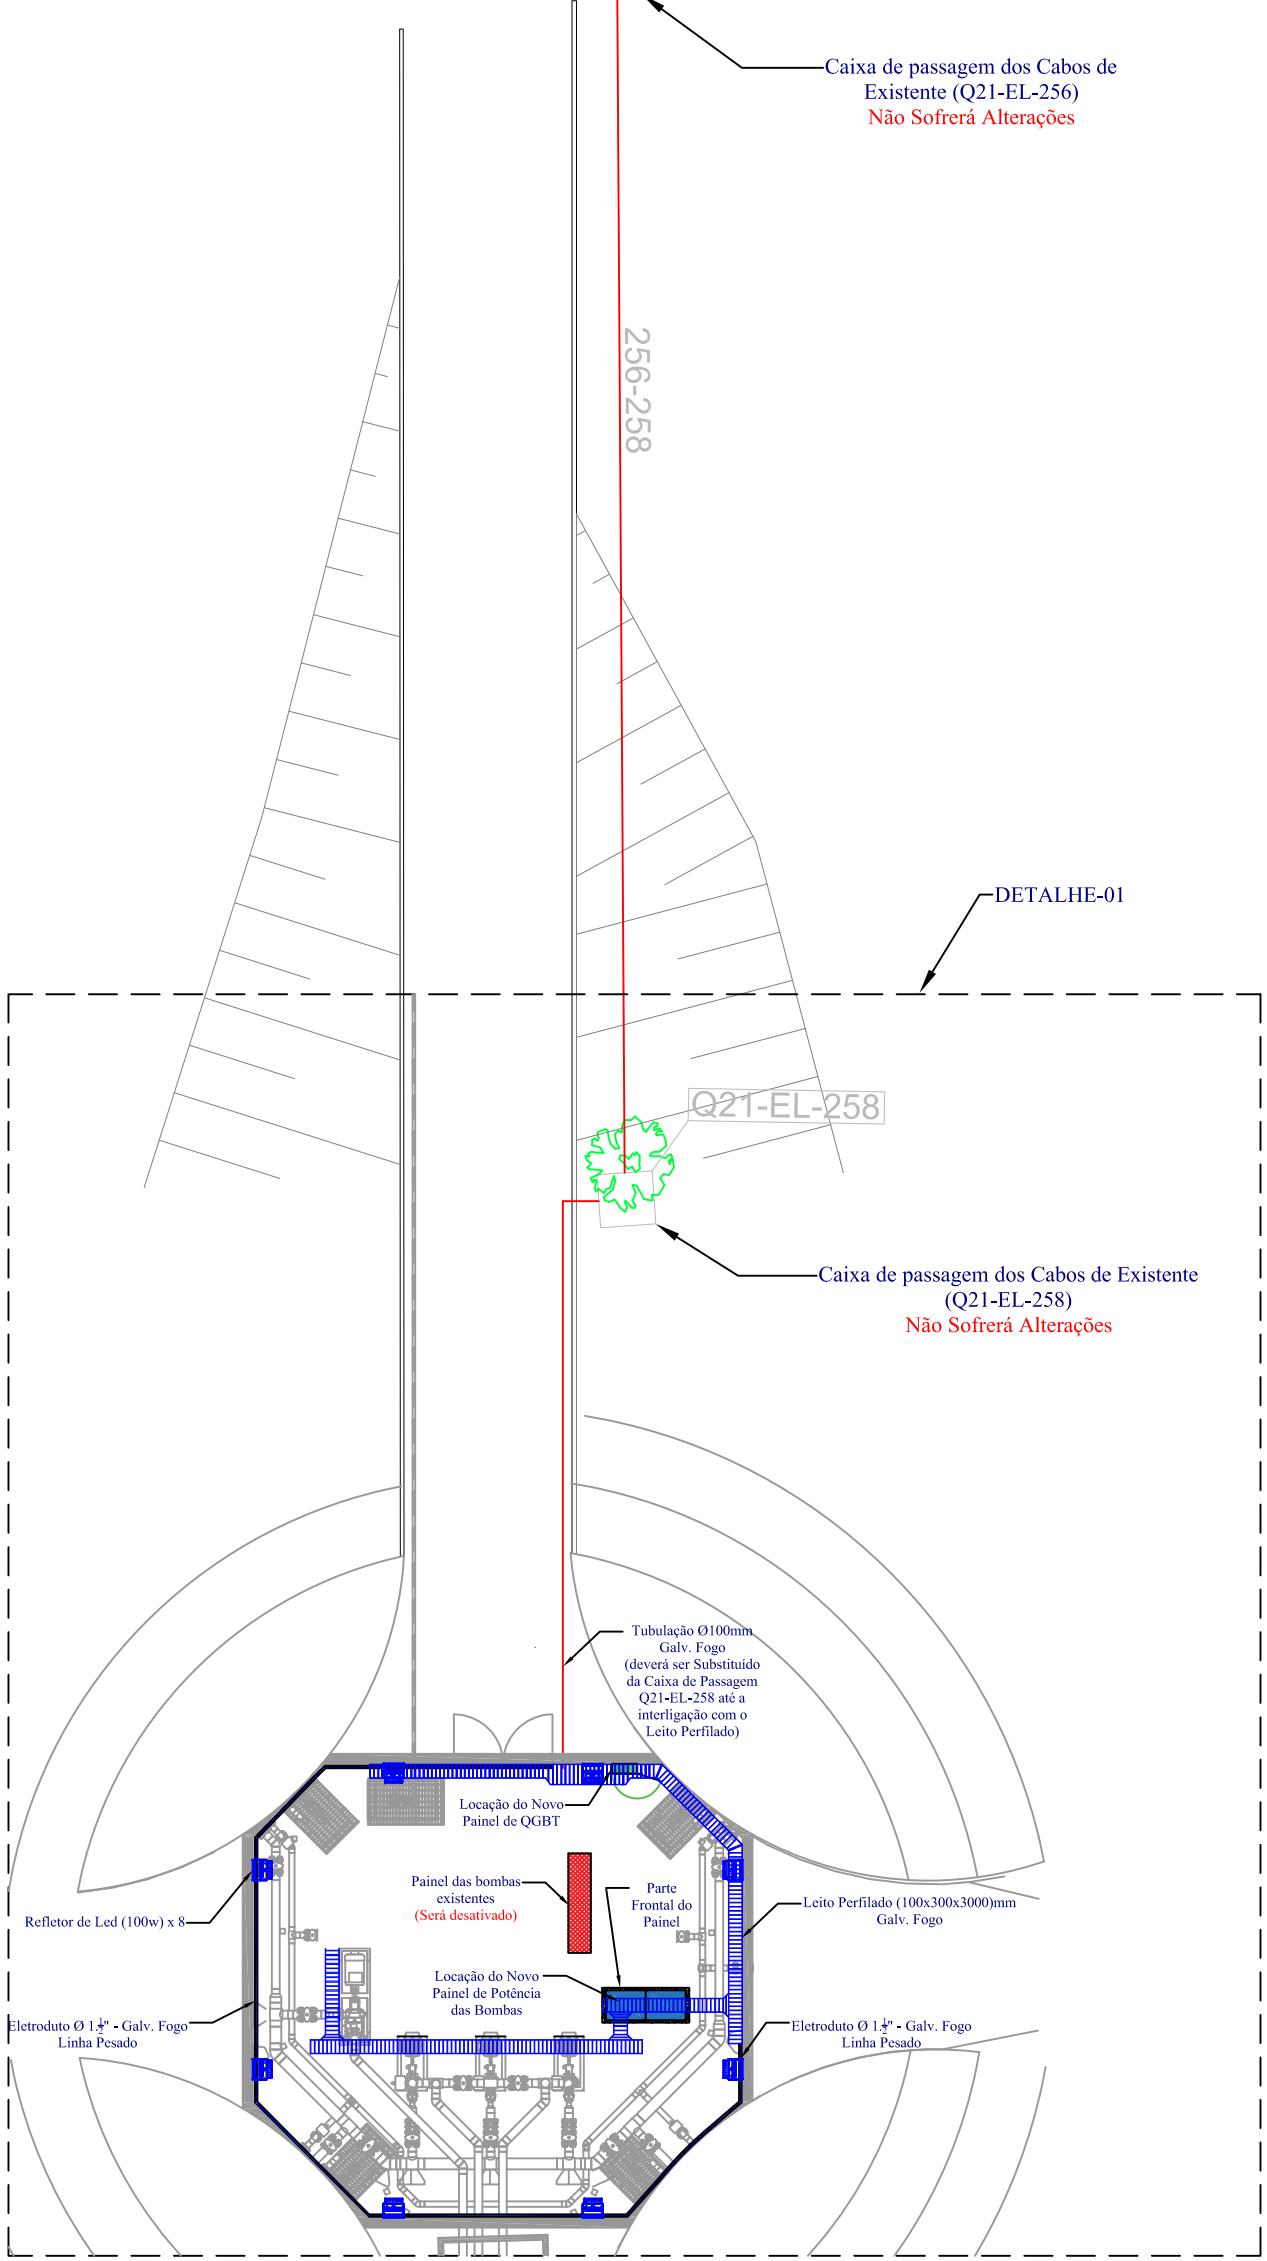 Caixa de passagem dos Cabos de
Existente (Q21-EL-256)
Não Sofrerá Alterações
256-258
DETALHE-01
Q21-EL-258
Caixa de passagem dos Cabos de Existente
(Q21-EL-258)
Não Sofrerá Alterações
Tubulação Ø100mm
Galv. Fogo
(deverá ser Substituído
da Caixa de Passagem
Q21-EL-258 até a
interligação com o
Leito Perfilado)
Locação do Novo
Painel de QGBT
Painel das bombas
existentes
(Será desativado)
Parte
Frontal do
Painel
Leito Perfilado (100x300x3000)mm
Galv. Fogo
Refletor de Led (100w) x 8
Locação do Novo
Painel de Potência
das Bombas
Eletroduto Ø 1.½" - Galv. Fogo
Linha Pesado
Eletroduto Ø 1.½" - Galv. Fogo
Linha Pesado